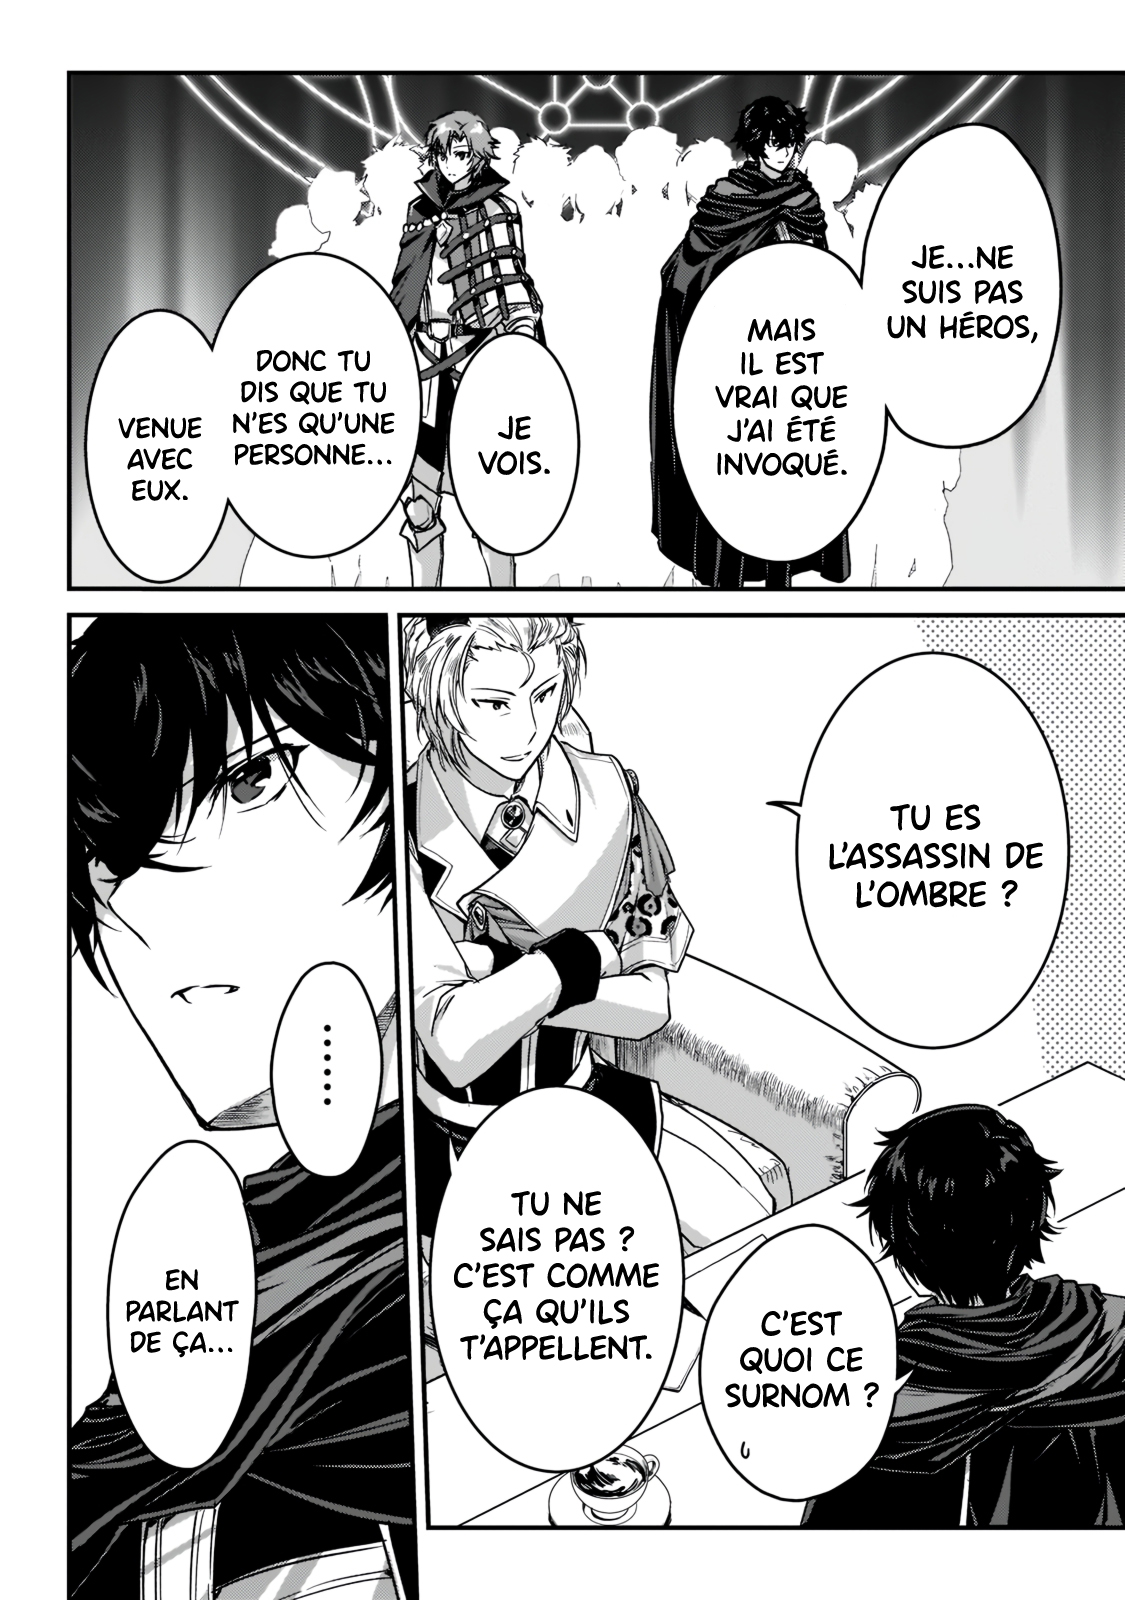 JE...NE
SUIS PAS
UN HÉROS,
MAIS
IL EST
VRAI QUE
J'AI ÉTÉ
INVOQUÉ.
JE
VOIS.
DONC TU
DIS QUE TU
N'ES QU'UNE
PERSONNE...
VENUE
AVEC
EUX.
TU ES
L'ASSASSIN DE
L'OMBRE ?
C'EST
QUOI CE
SURNOM ?
TU NE
SAIS PAS ?
C'EST COMME
ÇA QU'ILS
T'APPELLENT.
......
EN
PARLANT
DE ÇA...